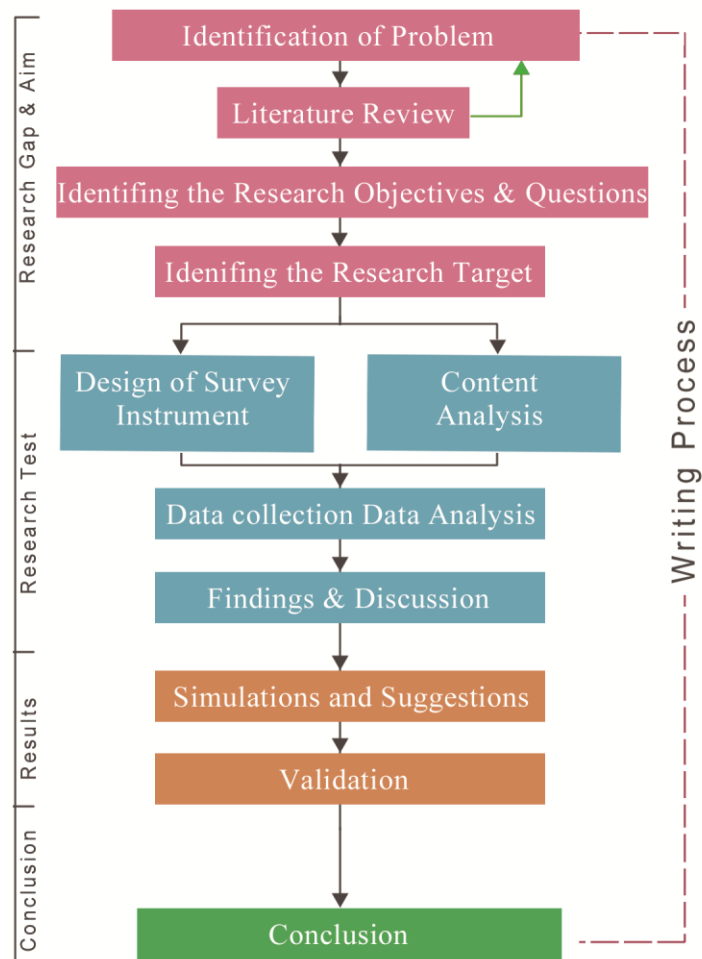 Identification of Problem
Literature Review
Identifing the Research Objectives & Questions
Idenifing the Research Target
Research Gap & Aim
Design of Survey
Instrument
Content
Analysis
Data collection Data Analysis
Findings & Discussion
Research Test
Simulations and Suggestions
Validation
Results
Conclusion
Conclusion
Writing Process